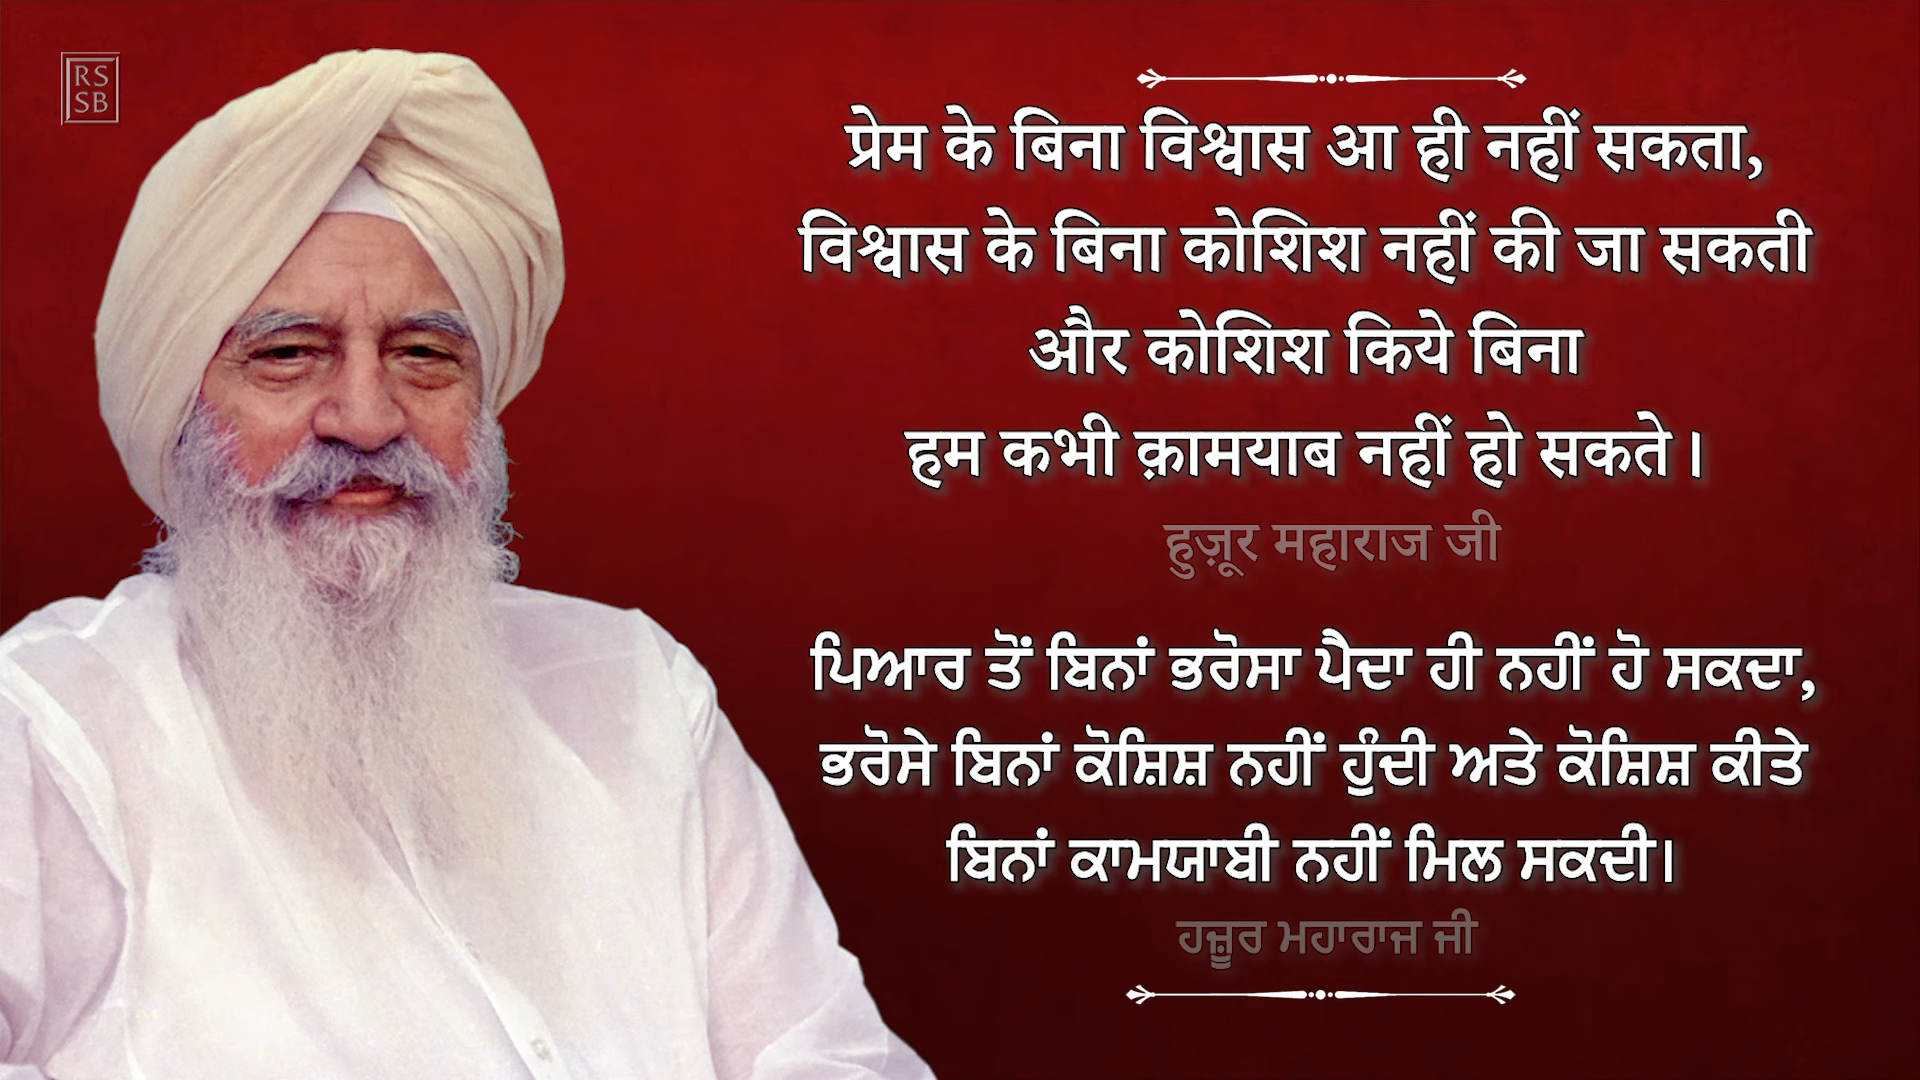 RS
SB
प्रेम के बिना विश्वास आ ही नहीं सकता,
विश्वास के बिना कोशिश नहीं की जा सकती
और कोशिश किये बिना
हम कभी क़ामयाब नहीं हो सकते।
हुज़ूर महाराज जी
ਪਿਆਰ ਤੋਂ ਬਿਨਾਂ ਭਰੋਸਾ ਪੈਦਾ ਹੀ ਨਹੀਂ ਹੋ ਸਕਦਾ,
ਭਰੋਸੇ ਬਿਨਾਂ ਕੋਸ਼ਿਸ਼ ਨਹੀਂ ਹੁੰਦੀ ਅਤੇ ਕੋਸ਼ਿਸ਼ ਕੀਤੇ
ਬਿਨਾਂ ਕਾਮਯਾਬੀ ਨਹੀਂ ਮਿਲ ਸਕਦੀ।
ਹਜ਼ੂਰ ਮਹਾਰਾਜ ਜੀ